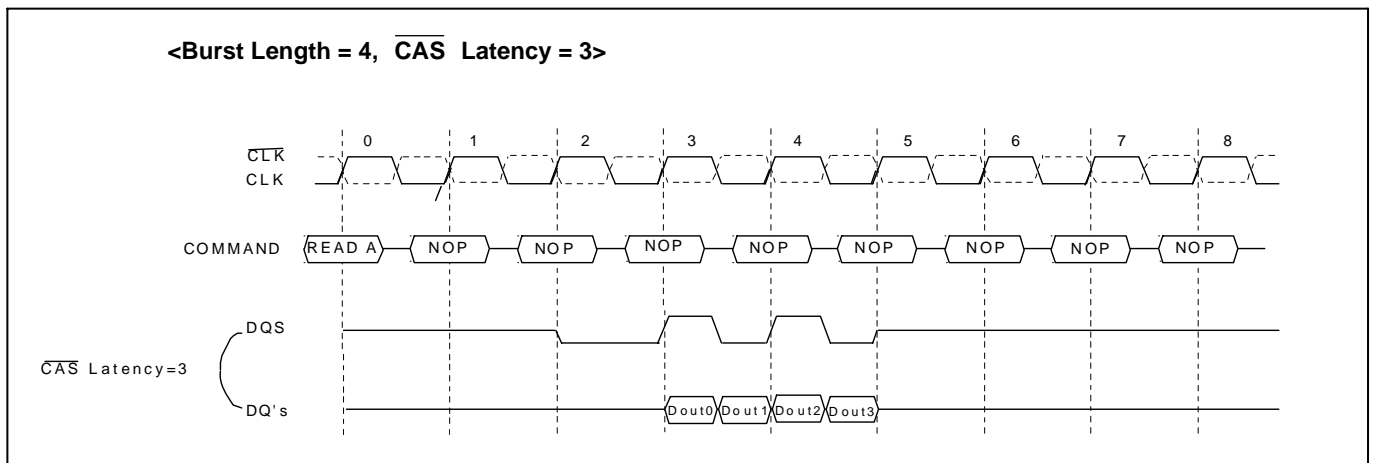 <Burst Length = 4, CAS Latency = 3>
0 1 2 3 4 5 6 7 8
CLK
CLK
COMMAND READ A NOP NOP NOP NOP NOP NOP NOP NOP
DQS
CAS Latency=3
DQ's Dout0 Dout1 Dout2 Dout3